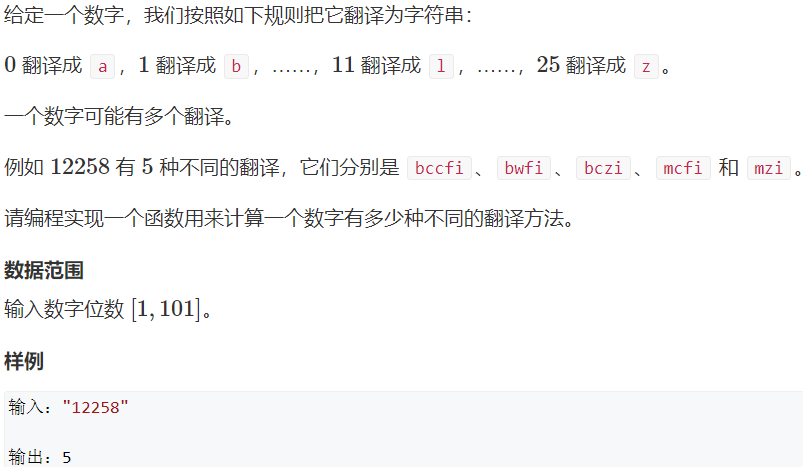 给定一个数字，我们按照如下规则把它翻译为字符串：
0 翻译成 a，1 翻译成 b，……，11 翻译成 l，……，25 翻译成 z。
一个数字可能有多个翻译。
例如 12258 有 5 种不同的翻译，它们分别是 bccfi、bwfi、bczi、mcfi 和 mzi。
请编程实现一个函数用来计算一个数字有多少种不同的翻译方法。
数据范围
输入数字位数 [1,101]。
样例
输入："12258"
输出：5